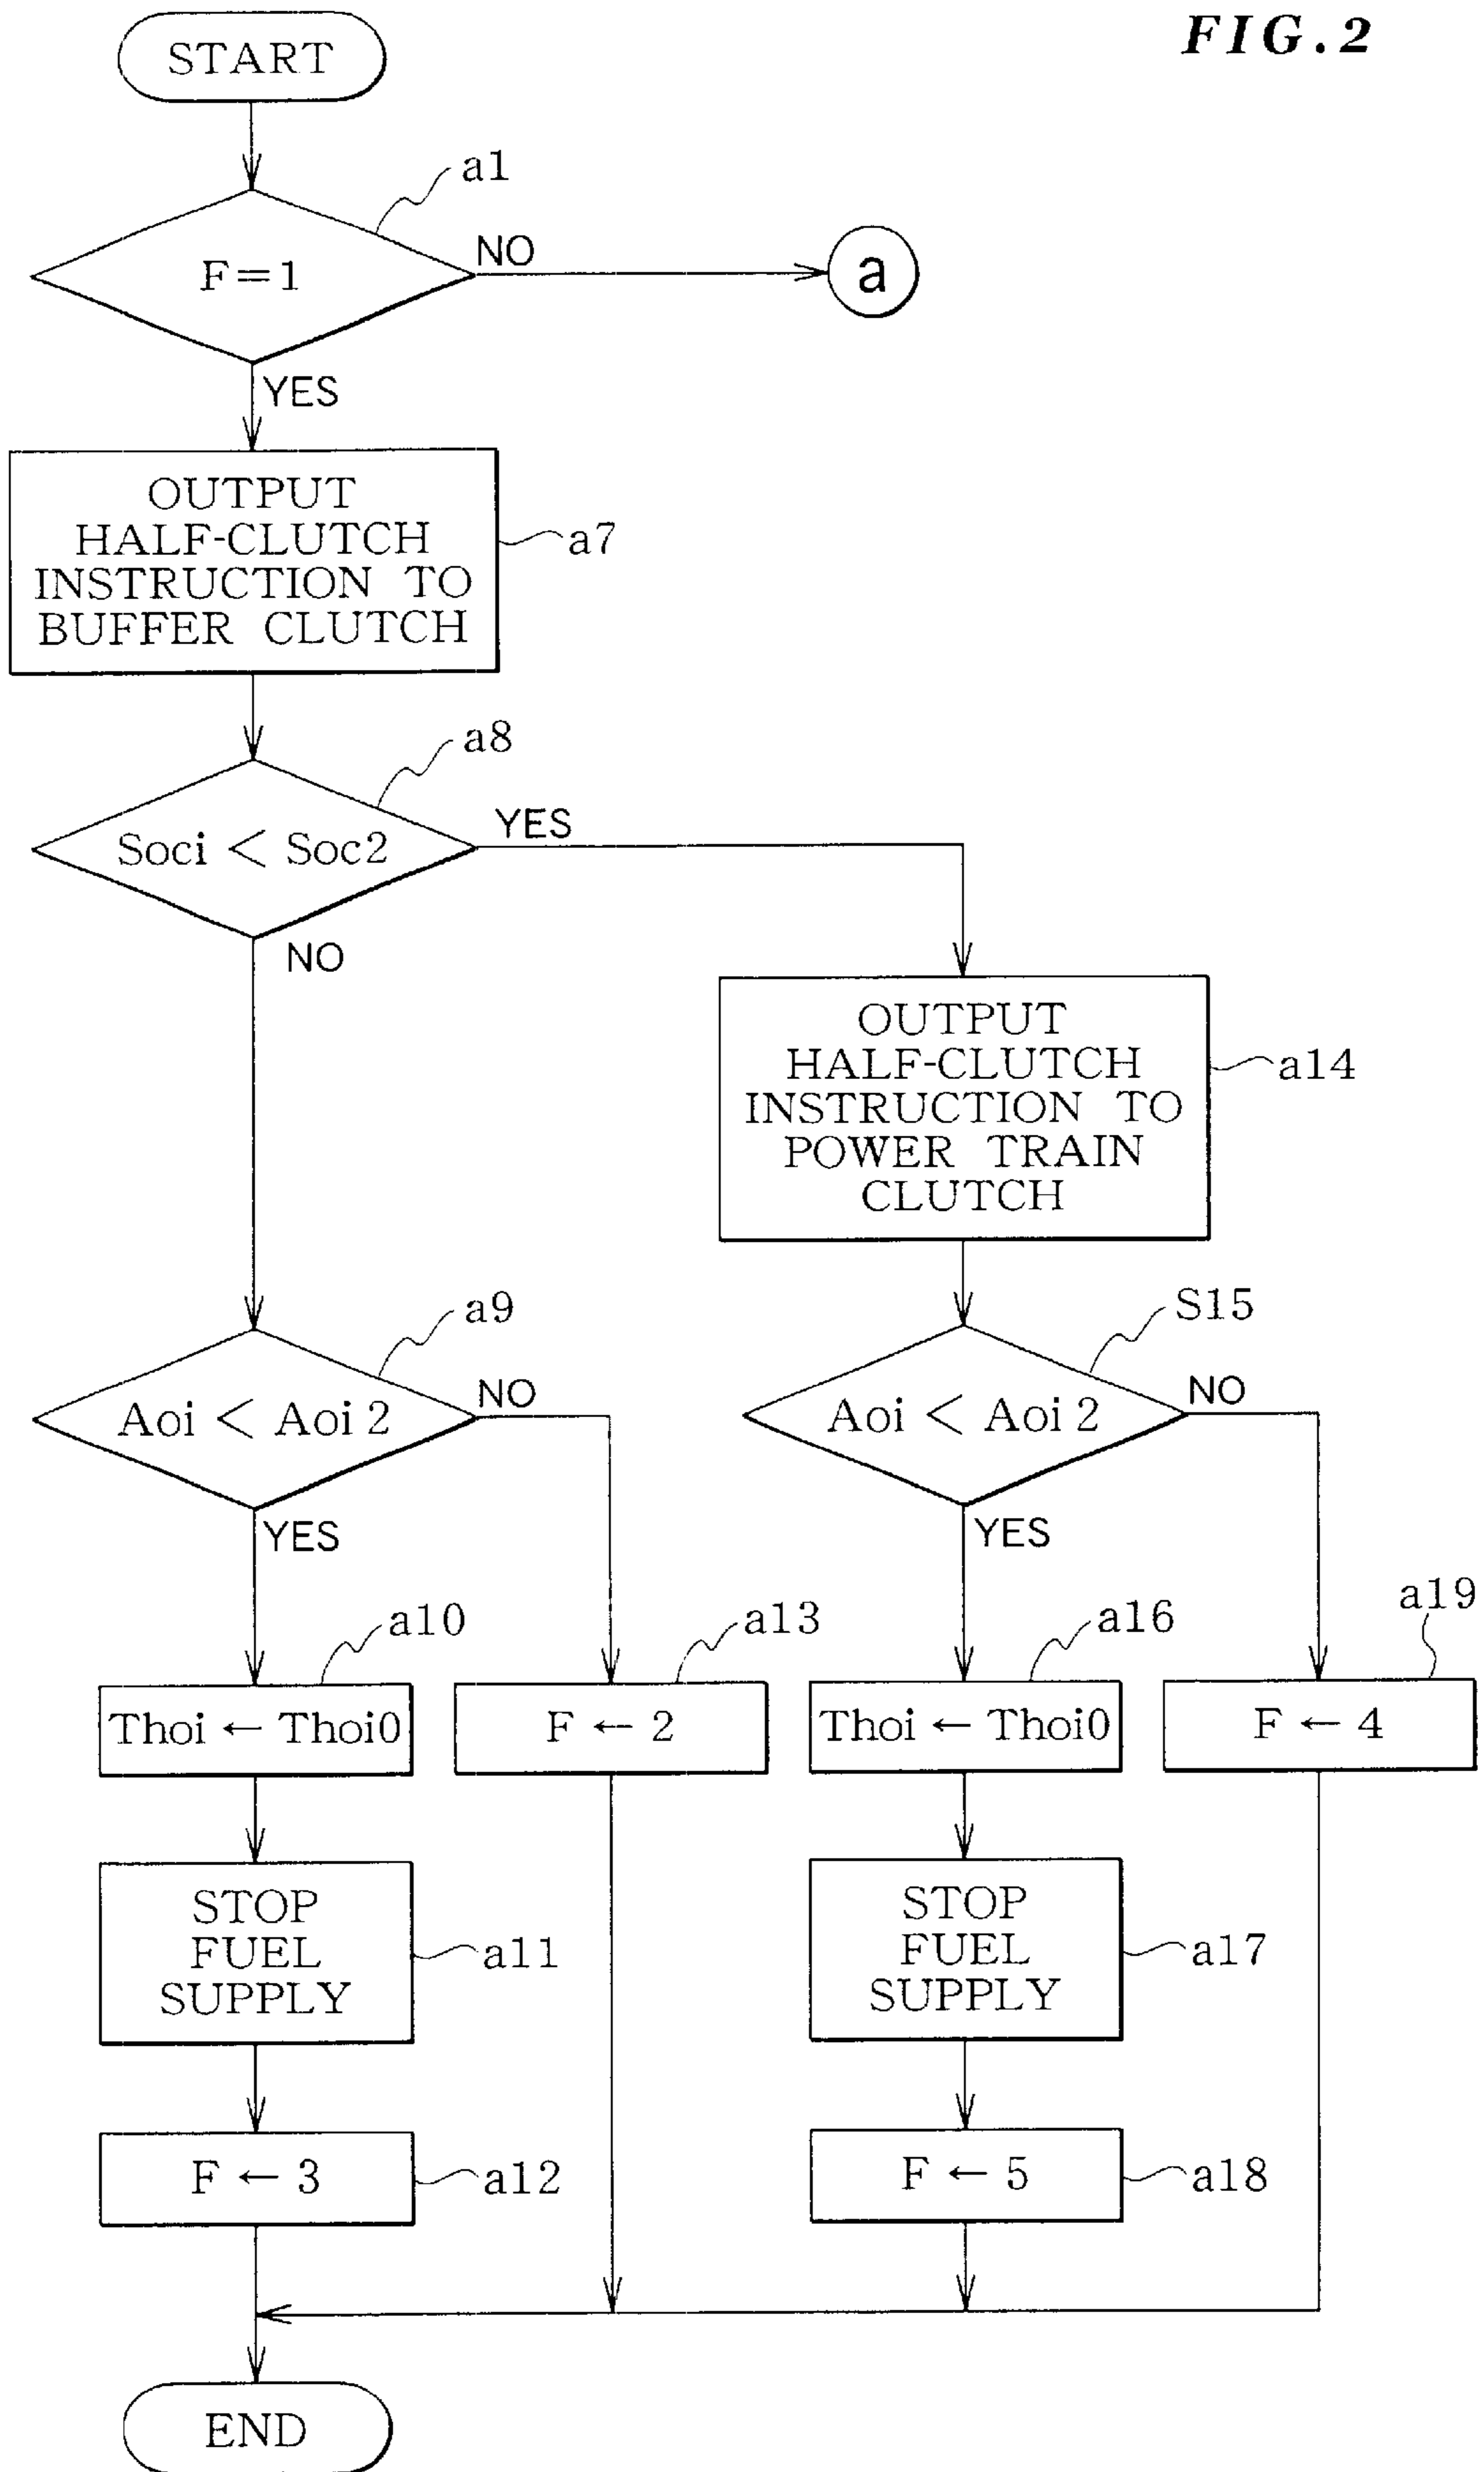 FIG.2
START
a1
F=1
NO
a
YES
OUTPUT
HALF-CLUTCH
INSTRUCTION TO
BUFFER CLUTCH
a7
a8
Soci < Soc2
YES
NO
OUTPUT
HALF-CLUTCH
INSTRUCTION TO
POWER TRAIN
CLUTCH
a14
a9
Aoi < Aoi 2
NO
YES
S15
Aoi < Aoi 2
NO
YES
a10
Thoi ← Thoi0
a13
F ← 2
a16
Thoi ← Thoi0
a19
F ← 4
STOP
FUEL
SUPPLY
a11
STOP
FUEL
SUPPLY
a17
F ← 3
a12
F ← 5
a18
END